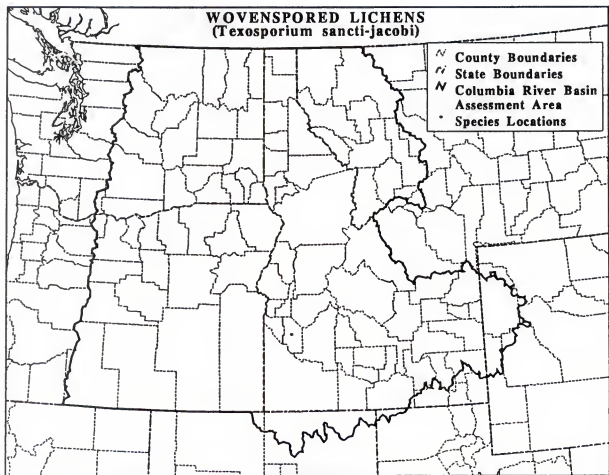 WOVENSPORED LICHENS
(Texosporium sancti-jacobi)
County Boundaries
State Boundaries
Columbia River Basin
Assessment Area
Species Locations